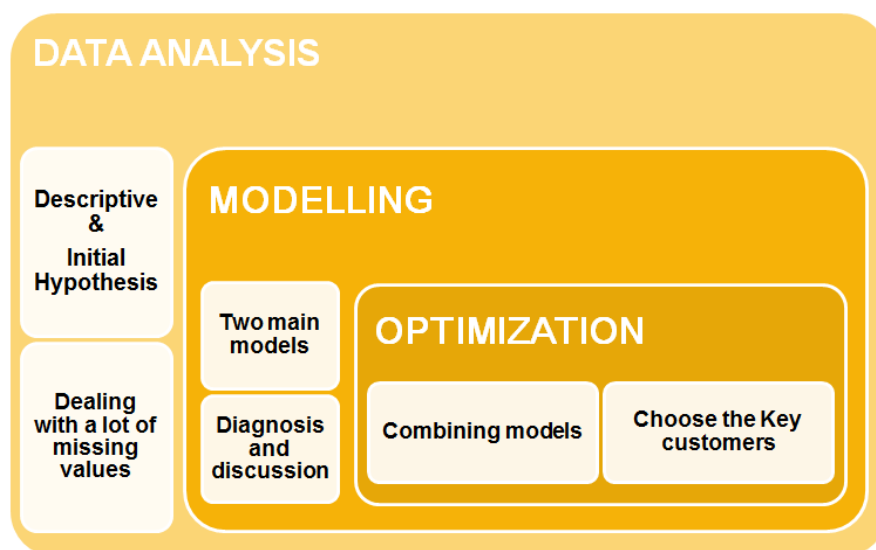 DATA ANALYSIS
Descriptive
&
Initial
Hypothesis
Dealing
with a lot of
missing
values
MODELLING
Two main
models
Diagnosis
and
discussion
OPTIMIZATION
Combining models
Choose the Key
customers